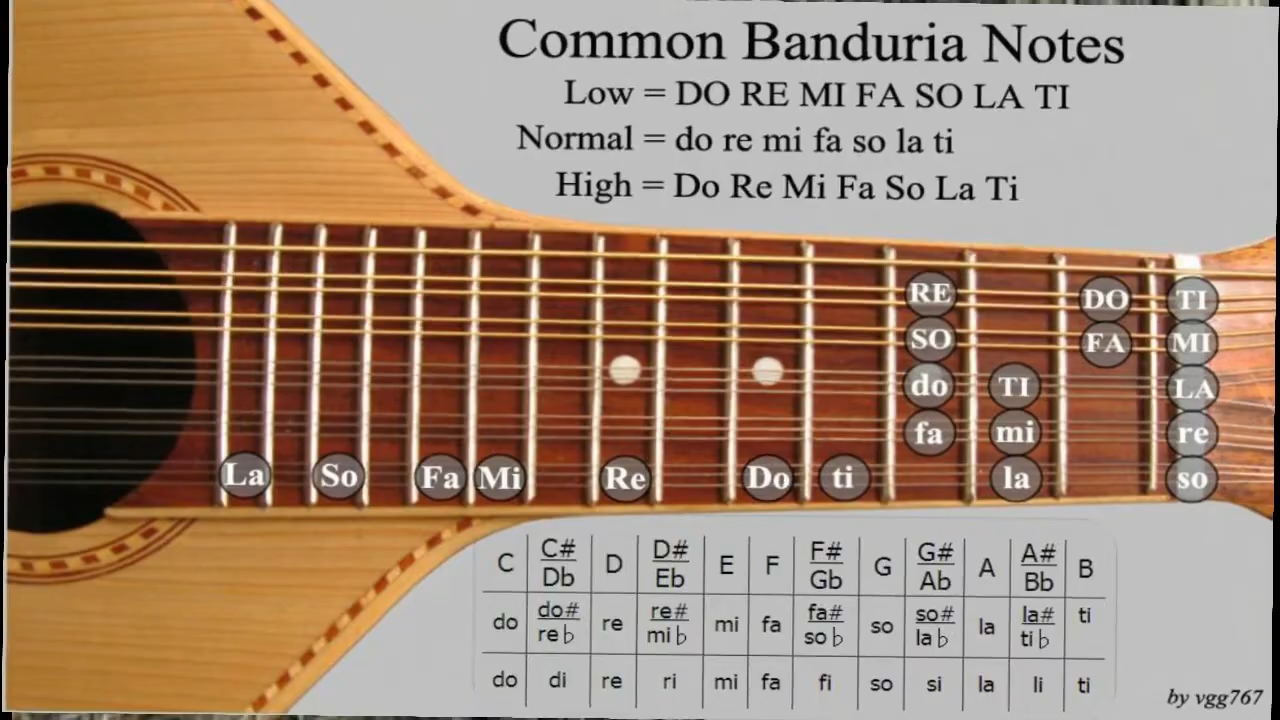 Common Banduria Notes
Low = DO RE MI FA SO LA TI
Normal = do re mi fa so la ti
High = Do Re Mi Fa So La Ti
RE DO TI
SO FA MI
do TI LA
fa mi re
La So Fa Mi Re Do ti la so
C C# Db D D# Eb E F F# Gb G G# Ab A A# Bb B
do do# re♭ re re# mi♭ mi fa fa# so♭ so so# la♭ la la# ti♭ ti
do di re ri mi fa fi so si la li ti
by vgg767